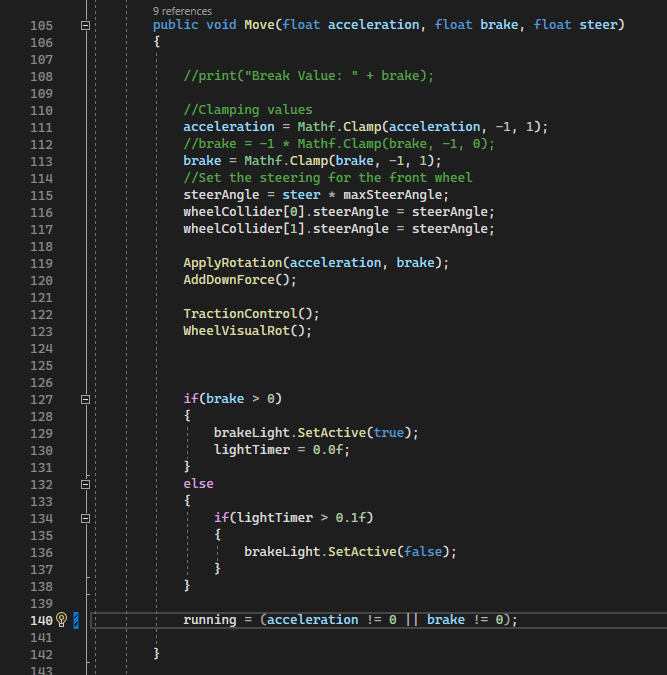 9 references
105 public void Move(float acceleration, float brake, float steer)
106 {
107
108 //print("Break Value: " + brake);
109
110 //Clamping values
111 acceleration = Mathf.Clamp(acceleration, -1, 1);
112 //brake = -1 * Mathf.Clamp(brake, -1, 0);
113 brake = Mathf.Clamp(brake, -1, 1);
114 //Set the steering for the front wheel
115 steerAngle = steer * maxSteerAngle;
116 wheelCollider[0].steerAngle = steerAngle;
117 wheelCollider[1].steerAngle = steerAngle;
118
119 ApplyRotation(acceleration, brake);
120 AddDownForce();
121
122 TractionControl();
123 WheelVisualRot();
124
125
126
127 if(brake > 0)
128 {
129 brakeLight.SetActive(true);
130 lightTimer = 0.0f;
131 }
132 else
133 {
134 if(lightTimer > 0.1f)
135 {
136 brakeLight.SetActive(false);
137 }
138 }
139
140 running = (acceleration != 0 || brake != 0);
141
142 }
143